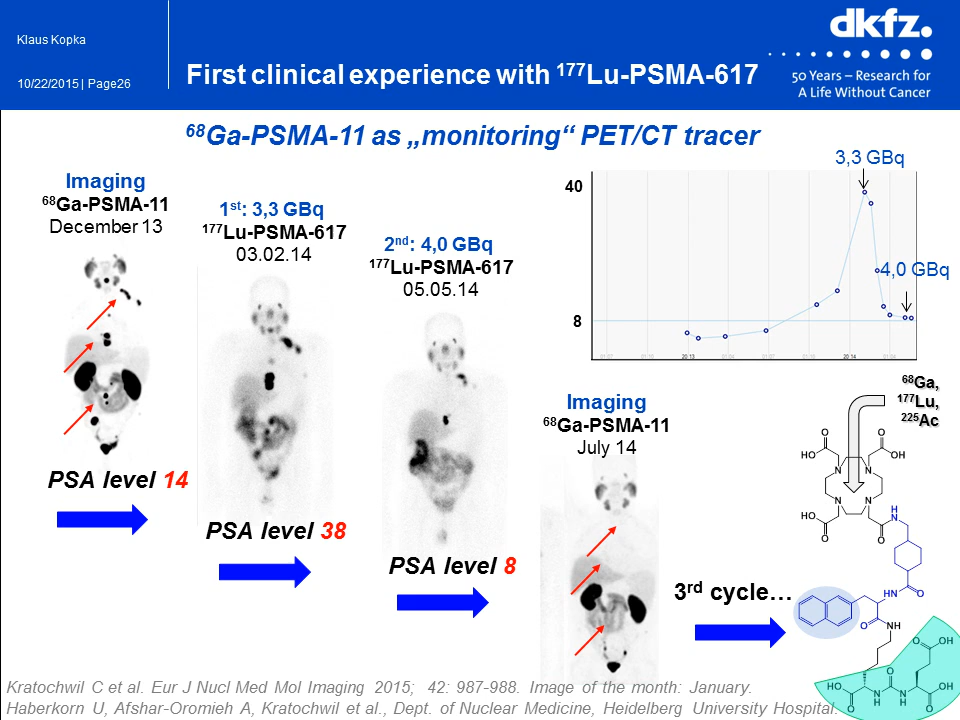 Klaus Kopka
10/22/2015 | Page26
First clinical experience with ¹⁷⁷Lu-PSMA-617
dkfz.
50 Years – Research for
A Life Without Cancer
⁶⁸Ga-PSMA-11 as „monitoring“ PET/CT tracer
Imaging
⁶⁸Ga-PSMA-11
December 13
PSA level 14
1st: 3,3 GBq
¹⁷⁷Lu-PSMA-617
03.02.14
PSA level 38
2nd: 4,0 GBq
¹⁷⁷Lu-PSMA-617
05.05.14
PSA level 8
Imaging
⁶⁸Ga-PSMA-11
July 14
3rd cycle…
3,3 GBq
40
4,0 GBq
8
20 13
20 14
⁶⁸Ga,
¹⁷⁷Lu,
²²⁵Ac
O O
HO OH
N N
N N
HO
O O
H
N
HN
O
O
NH
O OH
HO O O
O N N OH
H H O
Kratochwil C et al. Eur J Nucl Med Mol Imaging 2015; 42: 987-988. Image of the month: January.
Haberkorn U, Afshar-Oromieh A, Kratochwil C et al., Dept. of Nuclear Medicine, Heidelberg University Hospital.